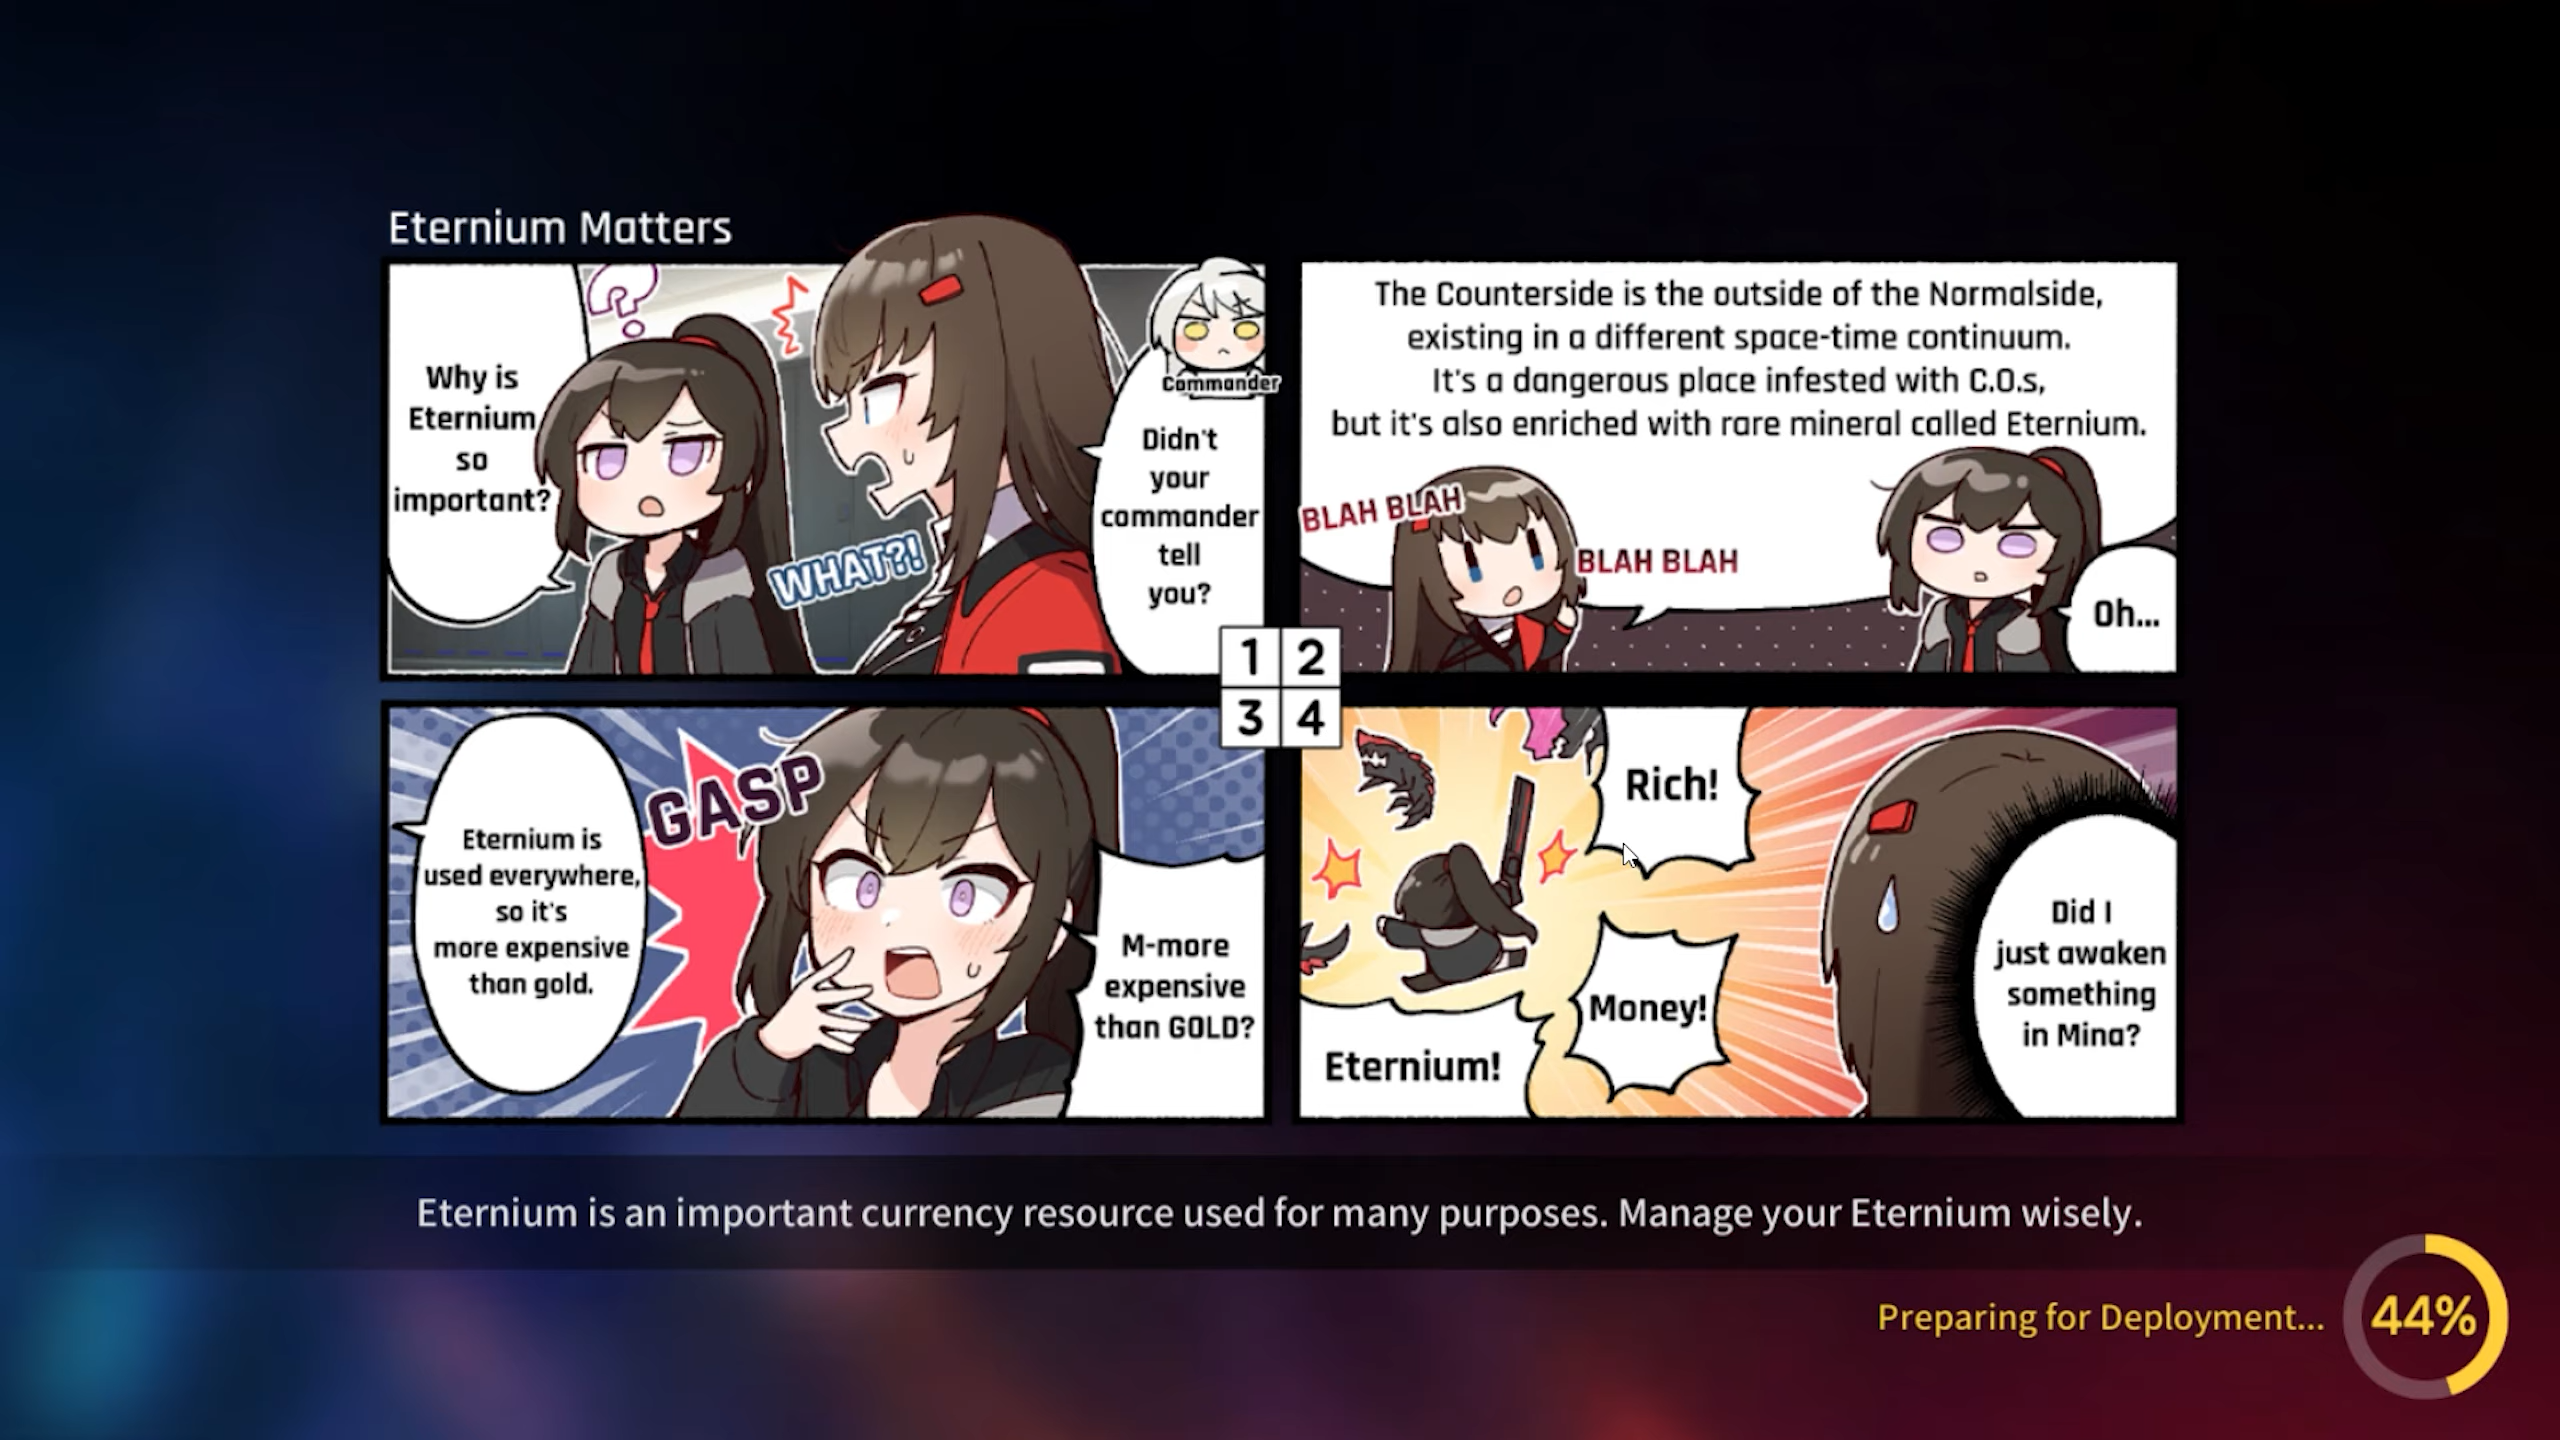 Eternium Matters
Why is
Eternium
so
important?
?
WHAT?!
Commander
Didn't
your
commander
tell
you?
The Counterside is the outside of the Normalside,
existing in a different space-time continuum.
It's a dangerous place infested with C.O.s,
but it's also enriched with rare mineral called Eternium.
BLAH BLAH
BLAH BLAH
Oh...
1 2
3 4
Eternium is
used everywhere,
so it's
more expensive
than gold.
GASP
M-more
expensive
than GOLD?
Rich!
Money!
Eternium!
Did I
just awaken
something
in Mina?
Eternium is an important currency resource used for many purposes. Manage your Eternium wisely.
Preparing for Deployment...
44%